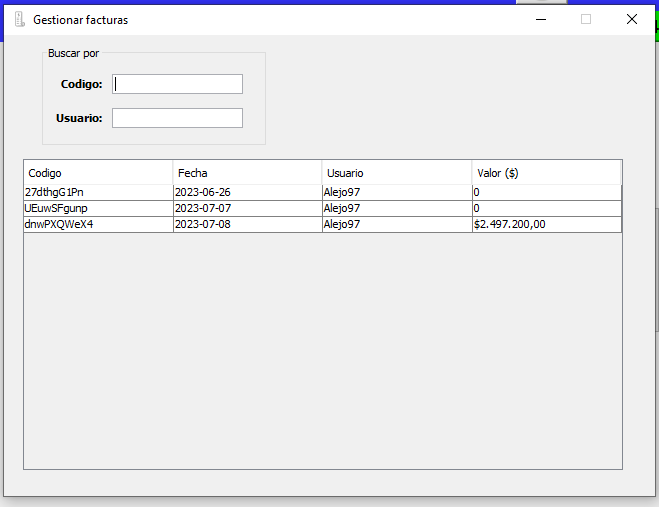 Gestionar facturas
Buscar por
Codigo:
Usuario:
Codigo Fecha Usuario Valor ($)
27dthgG1Pn 2023-06-26 Alejo97 0
UEuwSFgunp 2023-07-07 Alejo97 0
dnwPXQWeX4 2023-07-08 Alejo97 $2.497.200,00